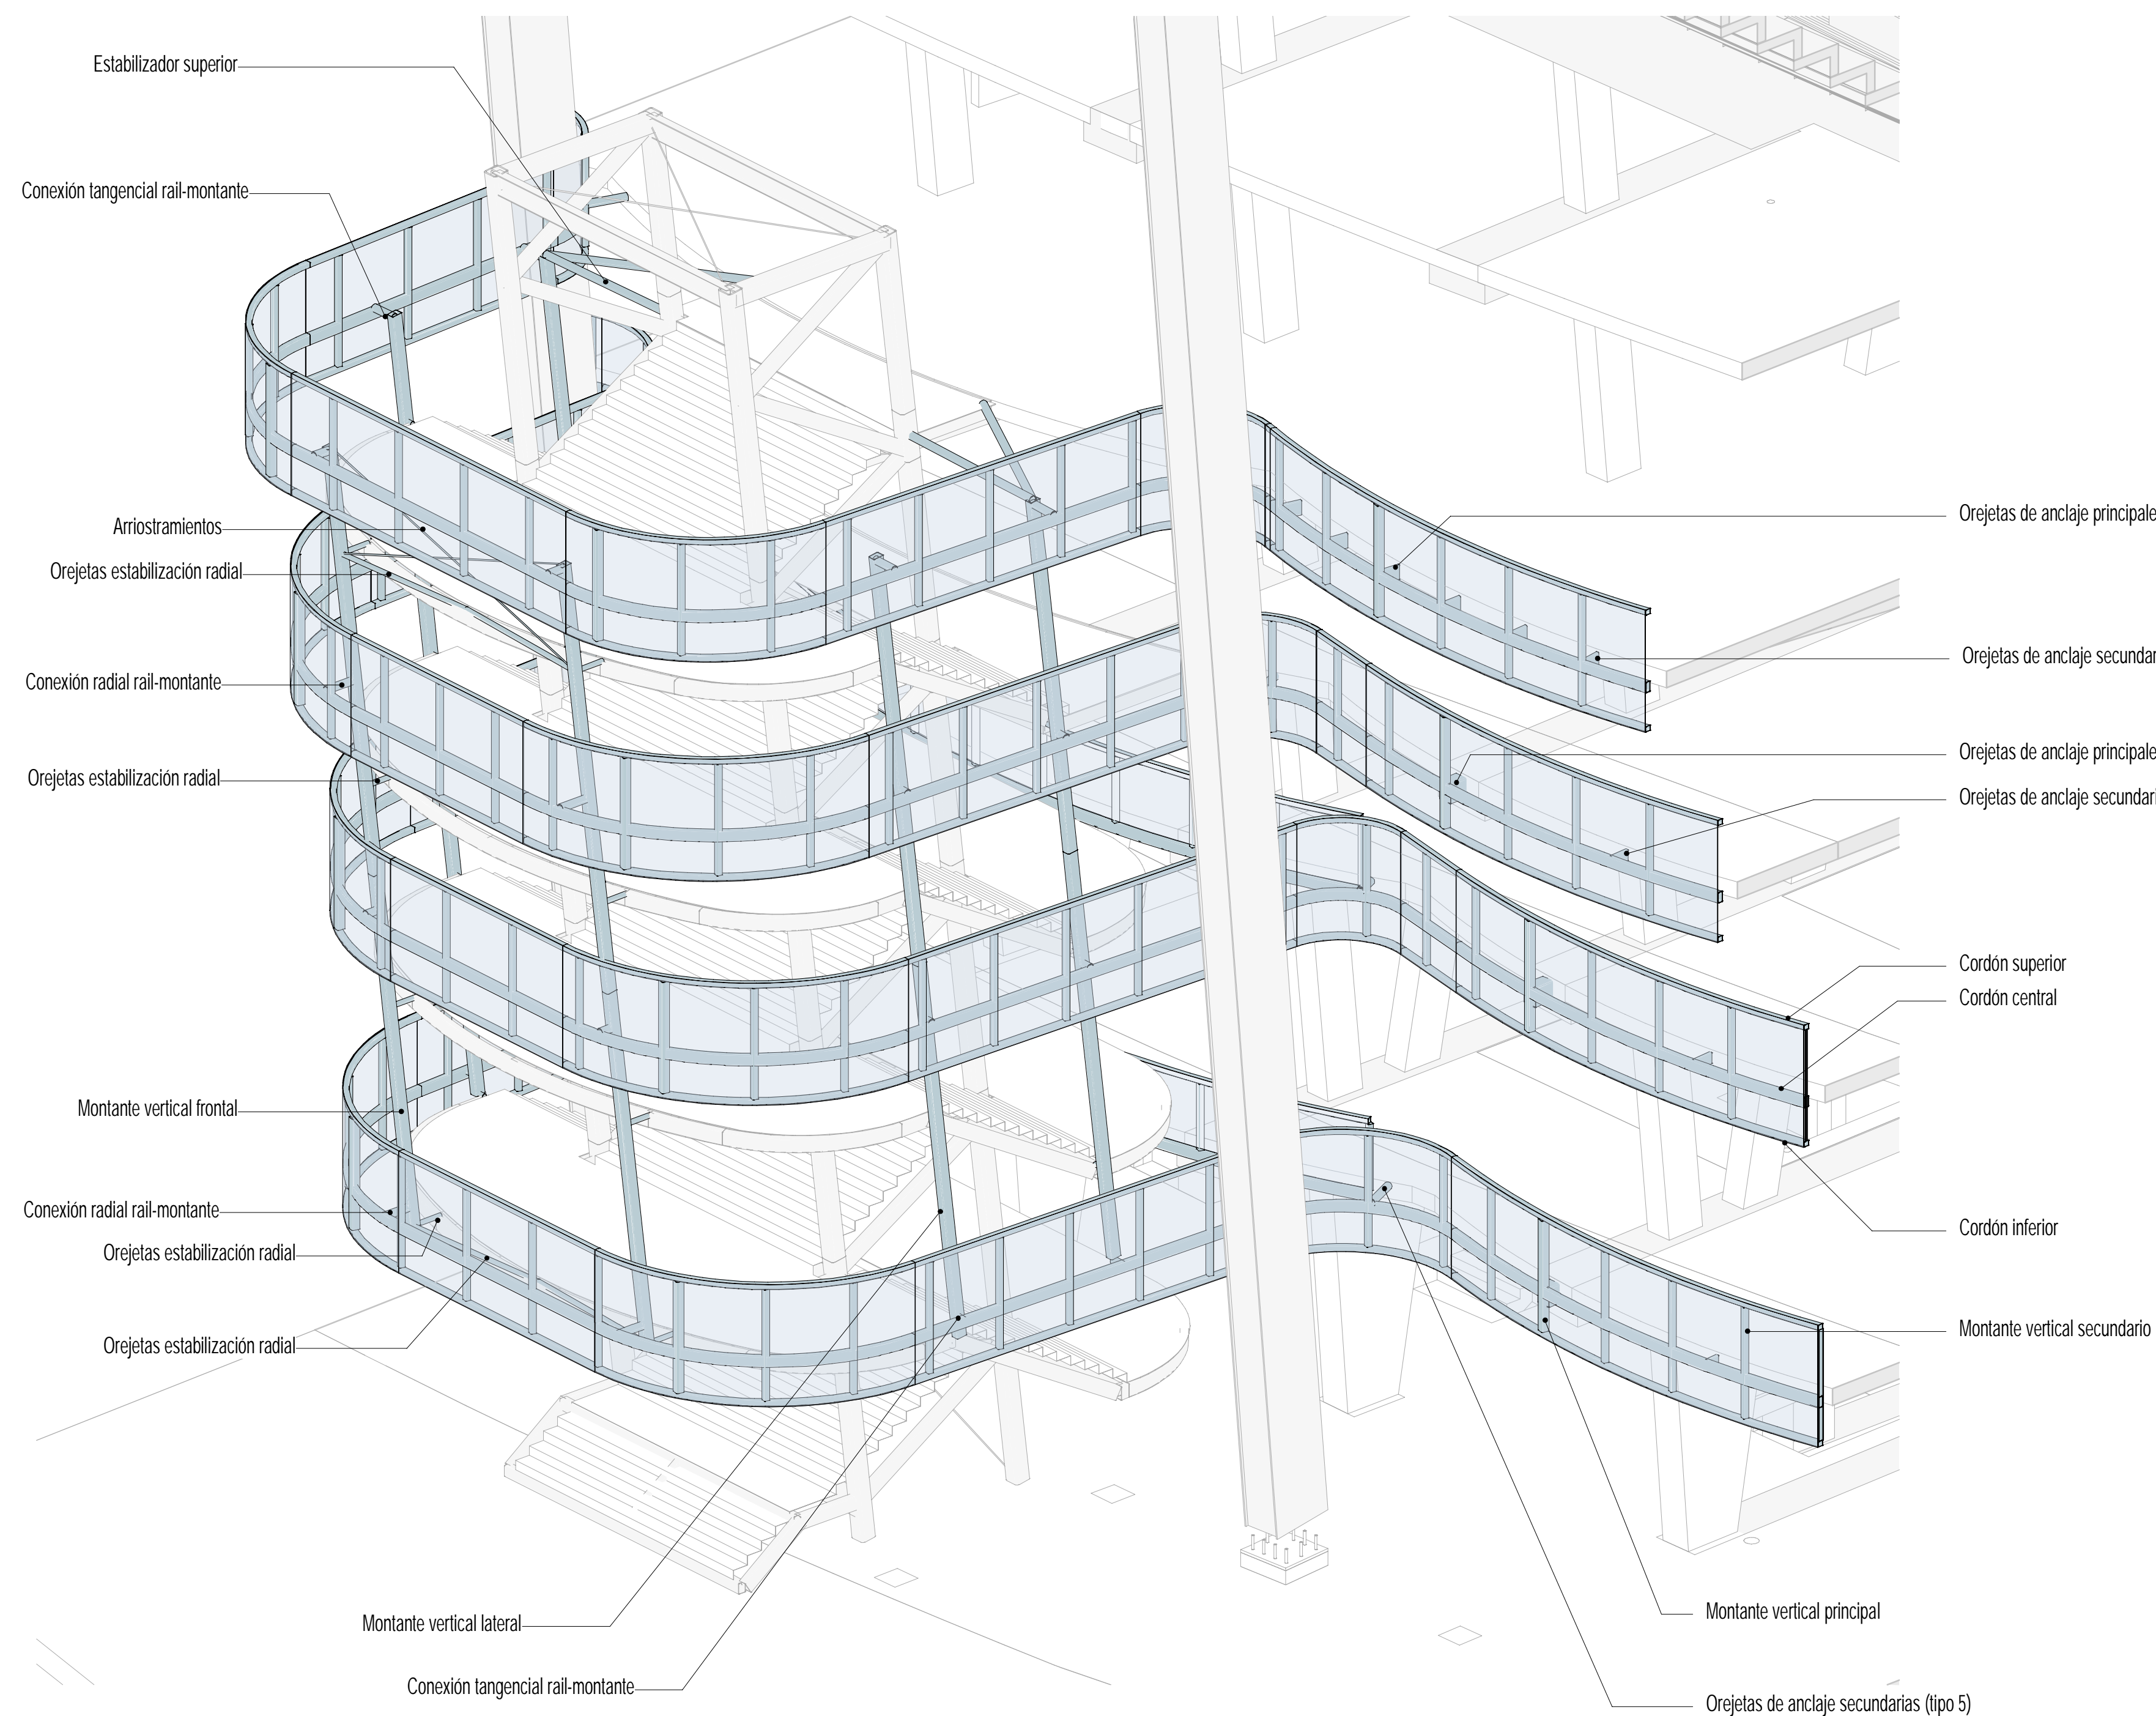 Estabilizador superior
Conexión tangencial rail-montante
Arriostramientos
Orejetas estabilización radial
Conexión radial rail-montante
Orejetas estabilización radial
Montante vertical frontal
Conexión radial rail-montante
Orejetas estabilización radial
Orejetas estabilización radial
Montante vertical lateral
Conexión tangencial rail-montante
Orejetas de anclaje principale
Orejetas de anclaje secundar
Orejetas de anclaje principale
Orejetas de anclaje secundari
Cordón superior
Cordón central
Cordón inferior
Montante vertical secundario
Montante vertical principal
Orejetas de anclaje secundarias (tipo 5)